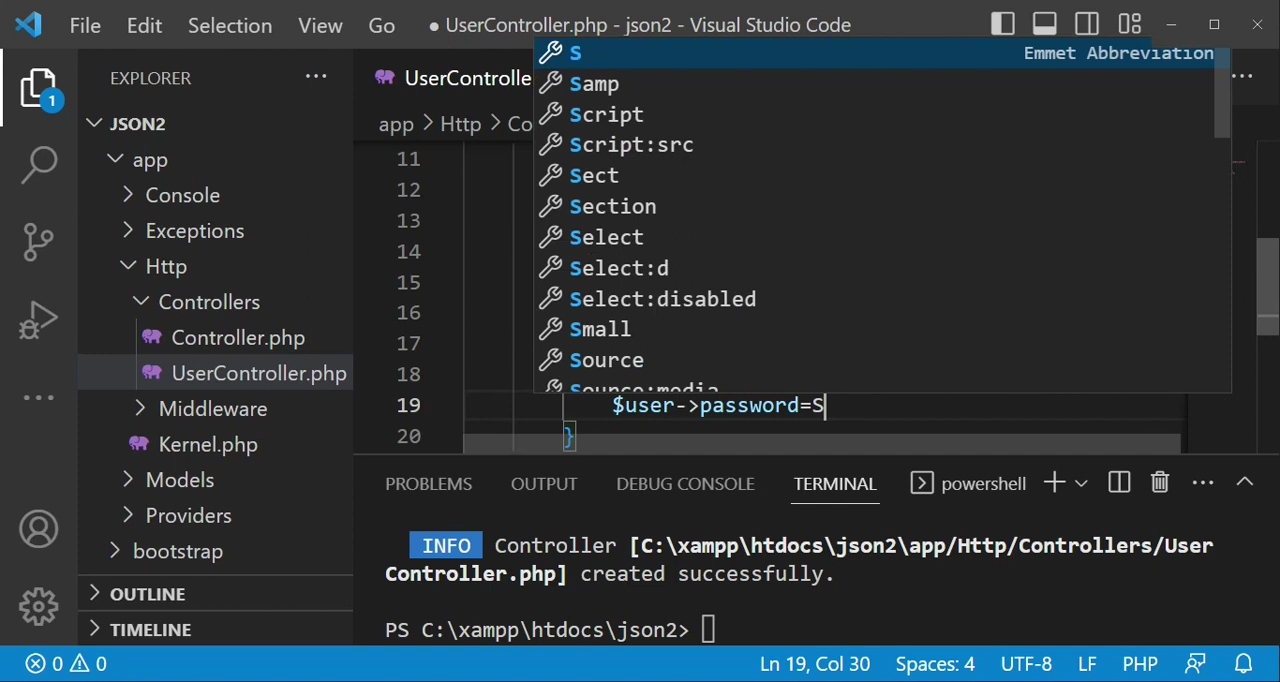 File Edit Selection View Go ● UserController.php - json2 - Visual Studio Code
EXPLORER ···
1
JSON2
app
Console
Exceptions
Http
Controllers
Controller.php
UserController.php
Middleware
Kernel.php
Models
Providers
bootstrap
OUTLINE
TIMELINE
UserControlle
app > Http > Co
S Emmet Abbreviation
Samp
Script
Script:src
Sect
Section
Select
Select:d
Select:disabled
Small
Source
Source:media
11
12
13
14
15
16
17
18
19 $user->password=S
20 }
PROBLEMS OUTPUT DEBUG CONSOLE TERMINAL powershell
INFO Controller [C:\xampp\htdocs\json2\app/Http/Controllers/User
Controller.php] created successfully.
PS C:\xampp\htdocs\json2>
0 0 Ln 19, Col 30 Spaces: 4 UTF-8 LF PHP